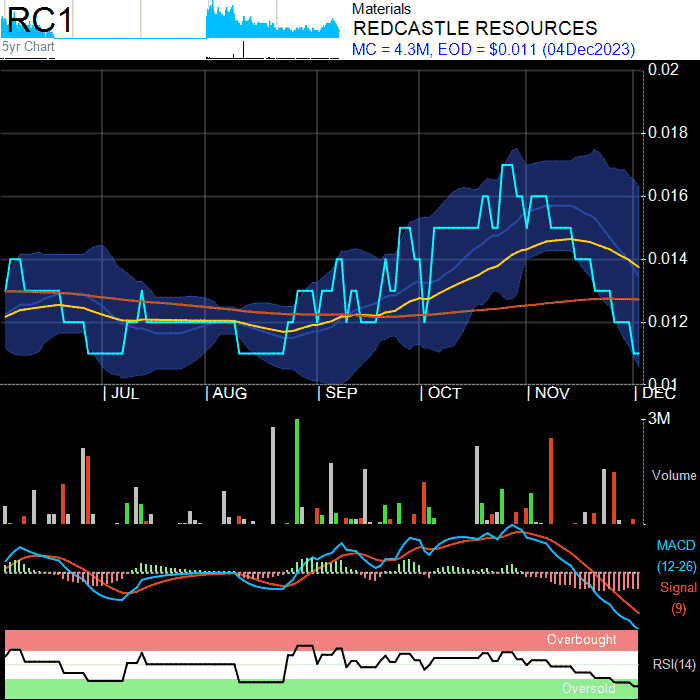 RC1
5yr Chart
Materials
REDCASTLE RESOURCES
MC = 4.3M, EOD = $0.011 (04Dec2023)
0.02
0.018
0.016
0.014
0.012
0.01
JUL
AUG
SEP
OCT
NOV
DEC
3M
Volume
MACD
(12-26)
Signal
(9)
Overbought
RSI(14)
Oversold